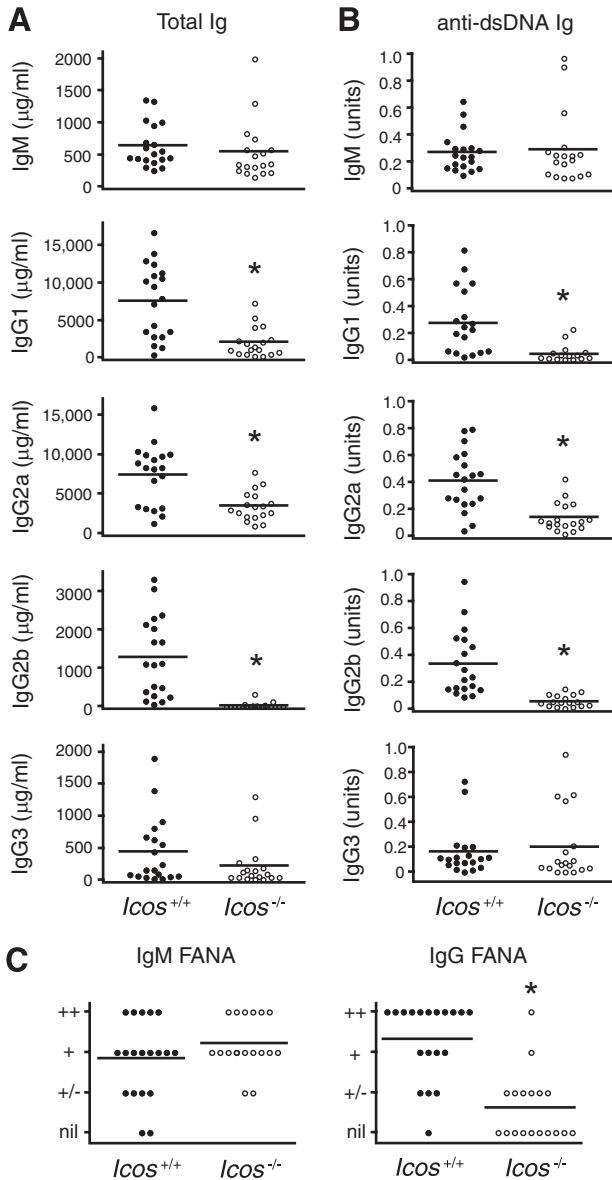 A
Total Ig
IgM (μg/ml)
2000
1500
1000
500
0
IgG1 (μg/ml)
15,000
10,000
5000
0
*
IgG2a (μg/ml)
15,000
10,000
5000
0
*
IgG2b (μg/ml)
3000
2000
1000
0
*
IgG3 (μg/ml)
2000
1500
1000
500
0
Icos+/+
Icos-/-
B
anti-dsDNA Ig
IgM (units)
1.0
0.8
0.6
0.4
0.2
0
IgG1 (units)
1.0
0.8
0.6
0.4
0.2
0
*
IgG2a (units)
1.0
0.8
0.6
0.4
0.2
0
*
IgG2b (units)
1.0
0.8
0.6
0.4
0.2
0
*
IgG3 (units)
1.0
0.8
0.6
0.4
0.2
0
Icos+/+
Icos-/-
C
IgM FANA
++
+
+/-
nil
Icos+/+
Icos-/-
IgG FANA
++
+
+/-
nil
*
Icos+/+
Icos-/-